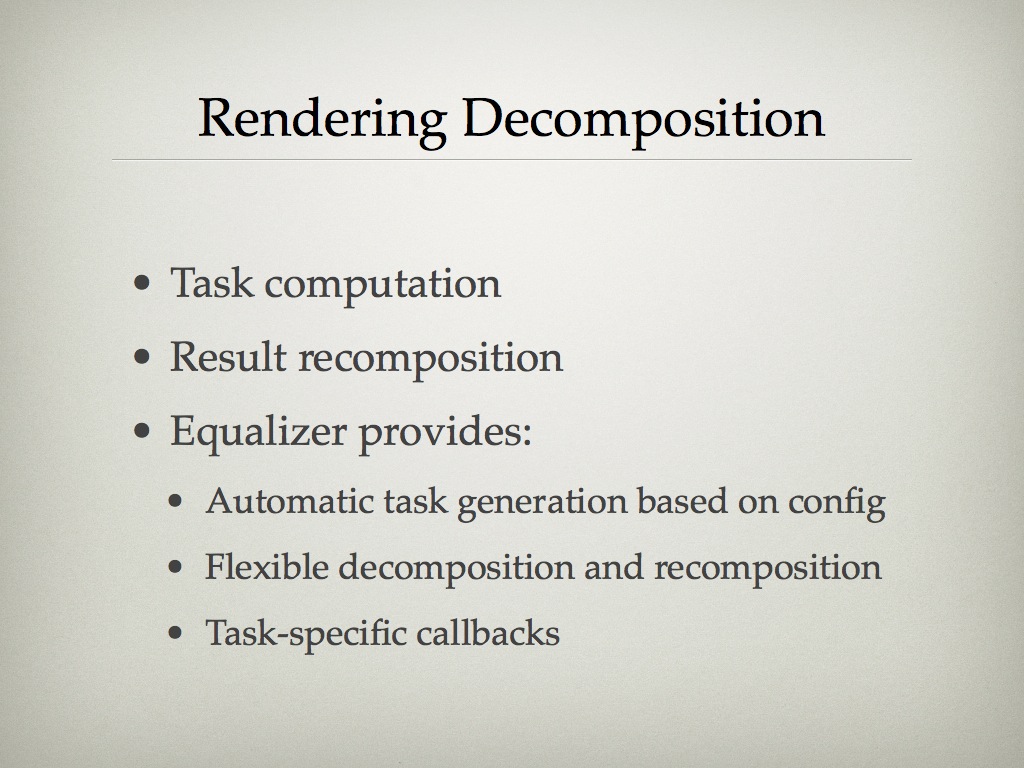 Rendering Decomposition
• Task computation
• Result recomposition
• Equalizer provides:
• Automatic task generation based on config
• Flexible decomposition and recomposition
• Task-specific callbacks